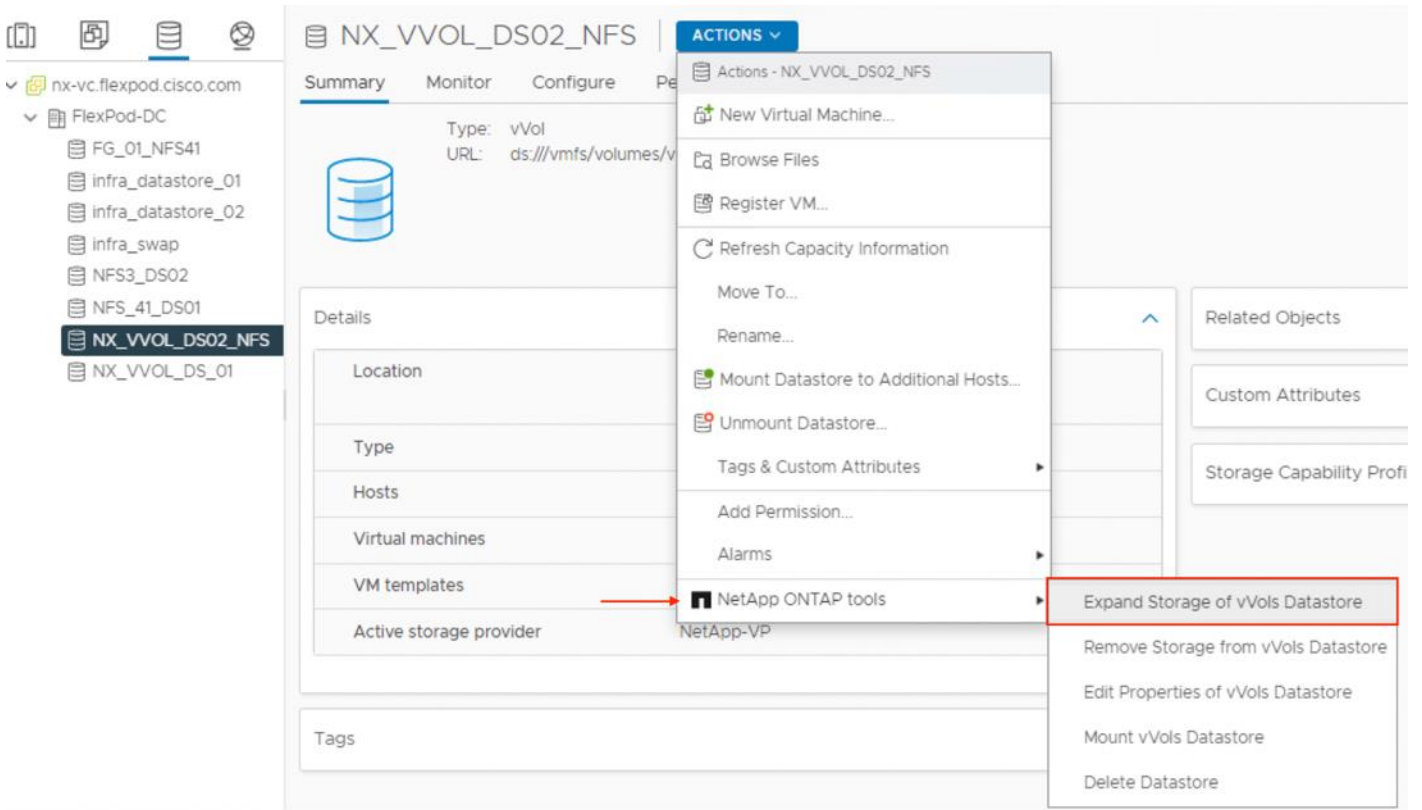 NX_VVOL_DS02_NFS
ACTIONS
nx-vc.flexpod.cisco.com
FlexPod-DC
FG_01_NFS41
infra_datastore_01
infra_datastore_02
infra_swap
NFS3_DS02
NFS_41_DS01
NX_VVOL_DS02_NFS
NX_VVOL_DS_01
Summary Monitor Configure Pe
Type: vVol
URL: ds:///vmfs/volumes/v
Details
Location
Type
Hosts
Virtual machines
VM templates
Active storage provider NetApp-VP
Tags
Actions - NX_VVOL_DS02_NFS
New Virtual Machine...
Browse Files
Register VM...
Refresh Capacity Information
Move To...
Rename...
Mount Datastore to Additional Hosts...
Unmount Datastore...
Tags & Custom Attributes
Add Permission...
Alarms
NetApp ONTAP tools
Expand Storage of vVols Datastore
Remove Storage from vVols Datastore
Edit Properties of vVols Datastore
Mount vVols Datastore
Delete Datastore
Related Objects
Custom Attributes
Storage Capability Profi